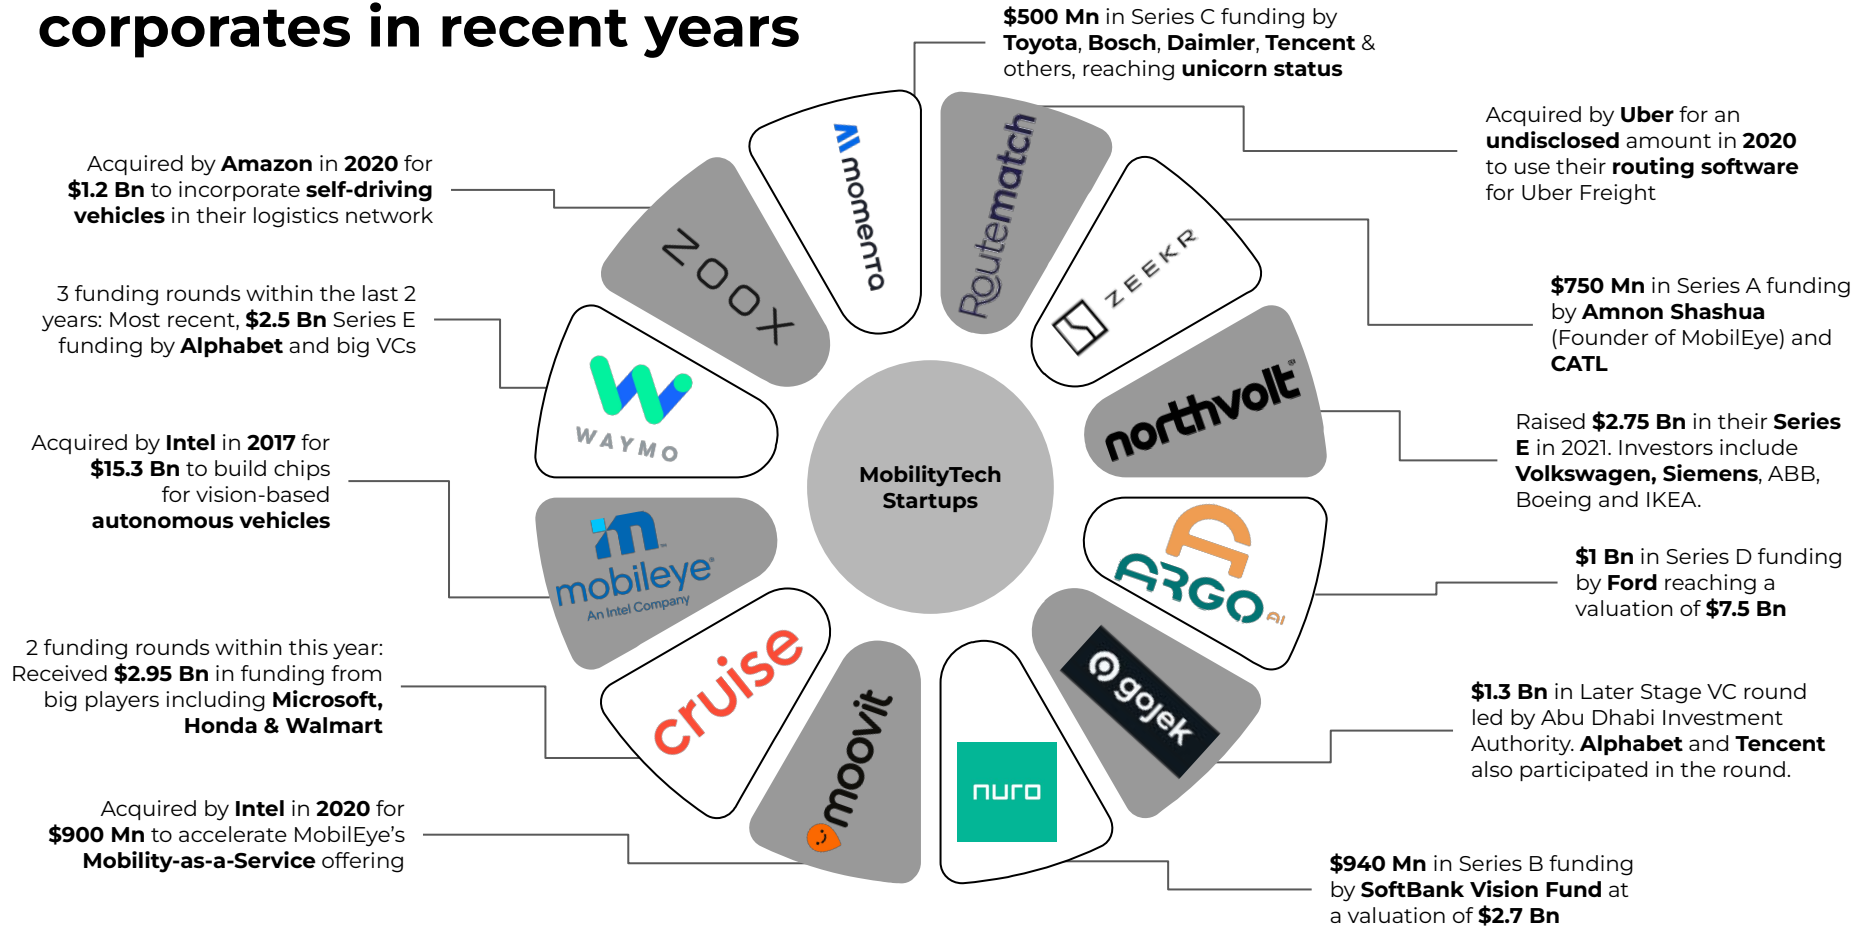 corporates in recent years
$500 Mn in Series C funding by
Toyota, Bosch, Daimler, Tencent &
others, reaching unicorn status
Acquired by Uber for an
undisclosed amount in 2020
to use their routing software
for Uber Freight
$750 Mn in Series A funding
by Amnon Shashua
(Founder of MobilEye) and
CATL
Raised $2.75 Bn in their Series
E in 2021. Investors include
Volkswagen, Siemens, ABB,
Boeing and IKEA.
$1 Bn in Series D funding
by Ford reaching a
valuation of $7.5 Bn
$1.3 Bn in Later Stage VC round
led by Abu Dhabi Investment
Authority. Alphabet and Tencent
also participated in the round.
$940 Mn in Series B funding
by SoftBank Vision Fund at
a valuation of $2.7 Bn
Acquired by Amazon in 2020 for
$1.2 Bn to incorporate self-driving
vehicles in their logistics network
3 funding rounds within the last 2
years: Most recent, $2.5 Bn Series E
funding by Alphabet and big VCs
Acquired by Intel in 2017 for
$15.3 Bn to build chips
for vision-based
autonomous vehicles
2 funding rounds within this year:
Received $2.95 Bn in funding from
big players including Microsoft,
Honda & Walmart
Acquired by Intel in 2020 for
$900 Mn to accelerate MobilEye's
Mobility-as-a-Service offering
MobilityTech
Startups
momenta
Routematch
ZEEKR
northvolt™
ARGO AI
gojek
nuro
moovit
cruise
mobileye™
An Intel Company
WAYMO
ZOOX